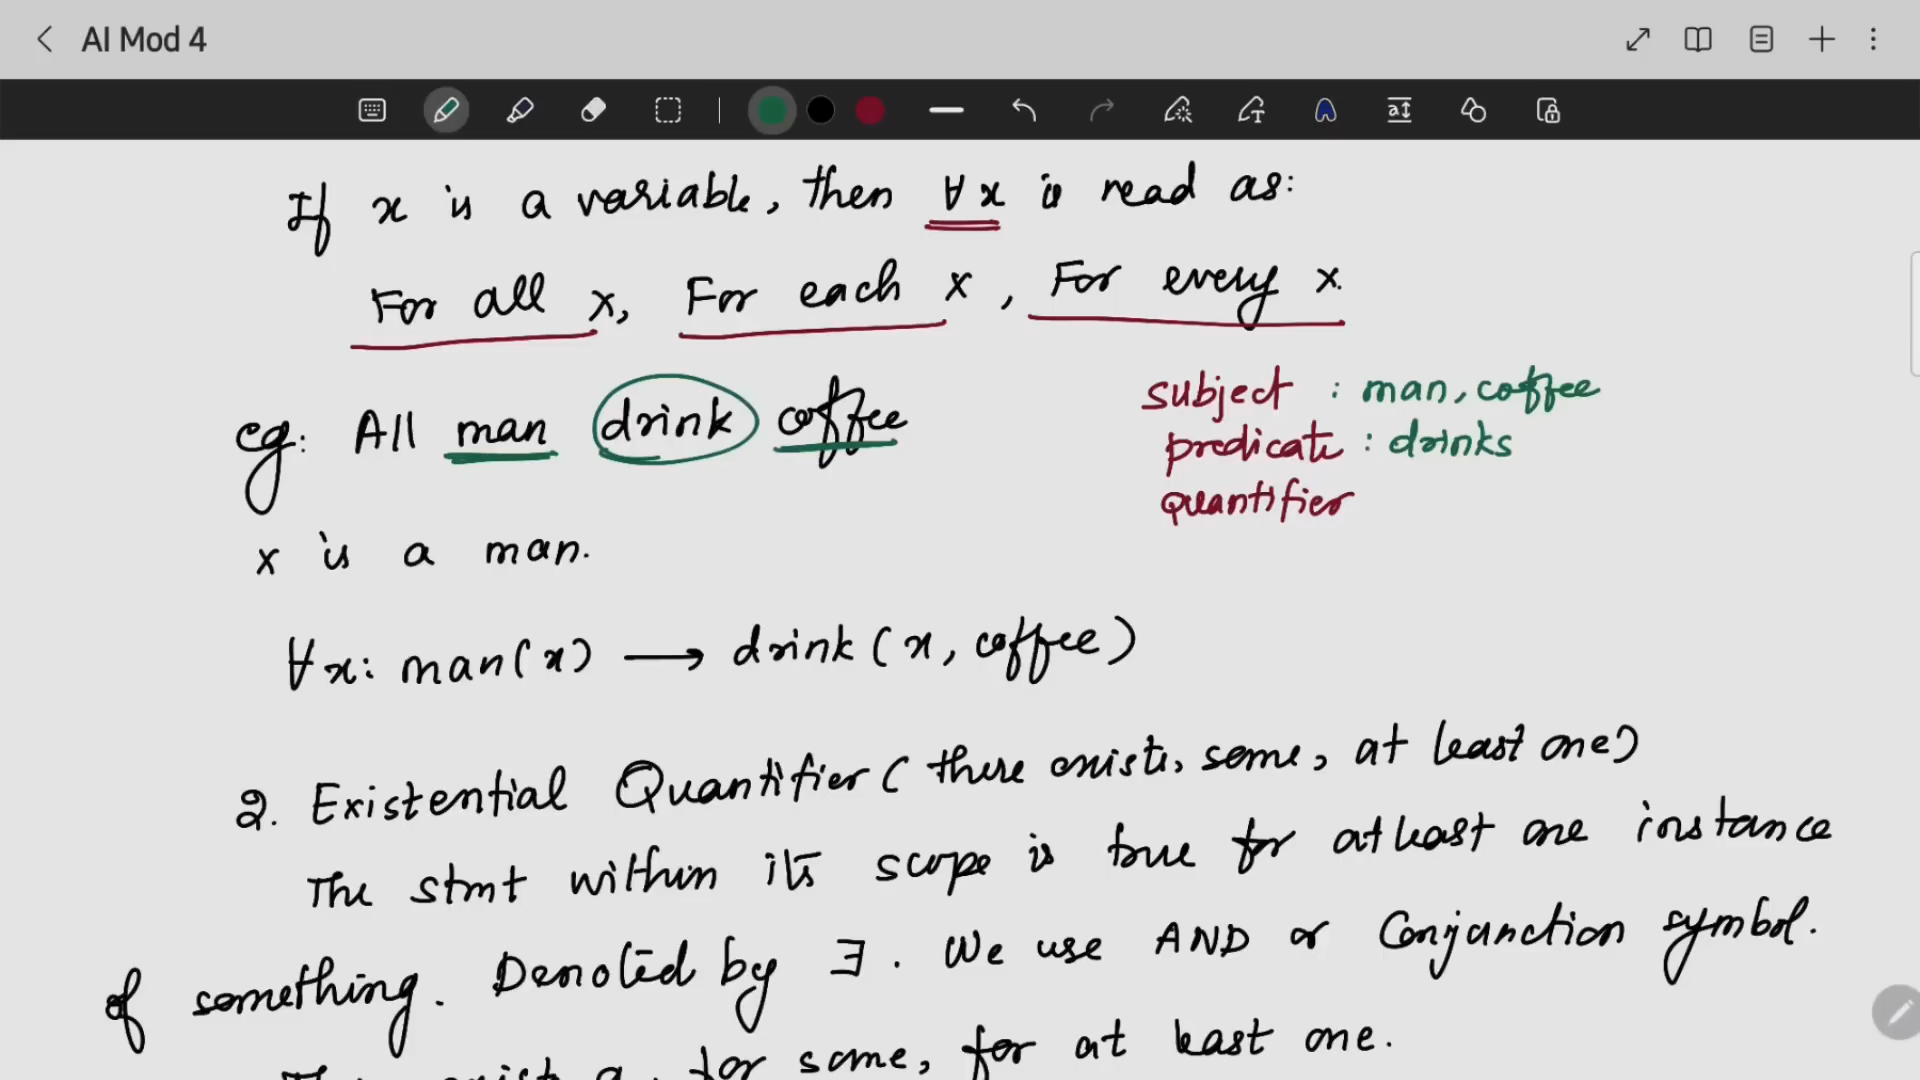 AI Mod 4
If x is a variable, then ∀x is read as:
For all x, For each x, For every x.
eg: All man drink coffee
subject : man, coffee
predicate : drinks
quantifier
x is a man.
∀x: man(x) ⟶ drink(x, coffee)
2. Existential Quantifier (there exists, some, at least one)
The stmt within its scope is true for atleast one instance
of something. Denoted by ∃. We use AND or Conjunction symbol.
for some, for at least one.